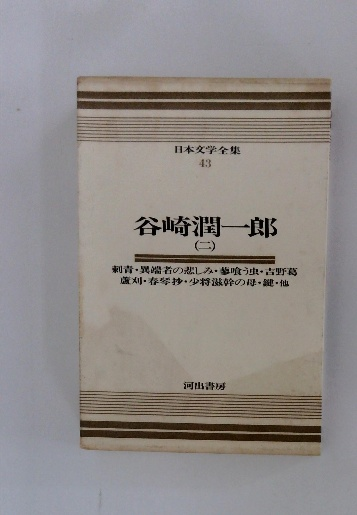 日本文学全集
43
谷崎潤一郎
(二)
刺青・異端者の悲しみ・蓼喰う虫・吉野葛
蘆刈・春琴抄・少将滋幹の母・鍵・他
河出書房